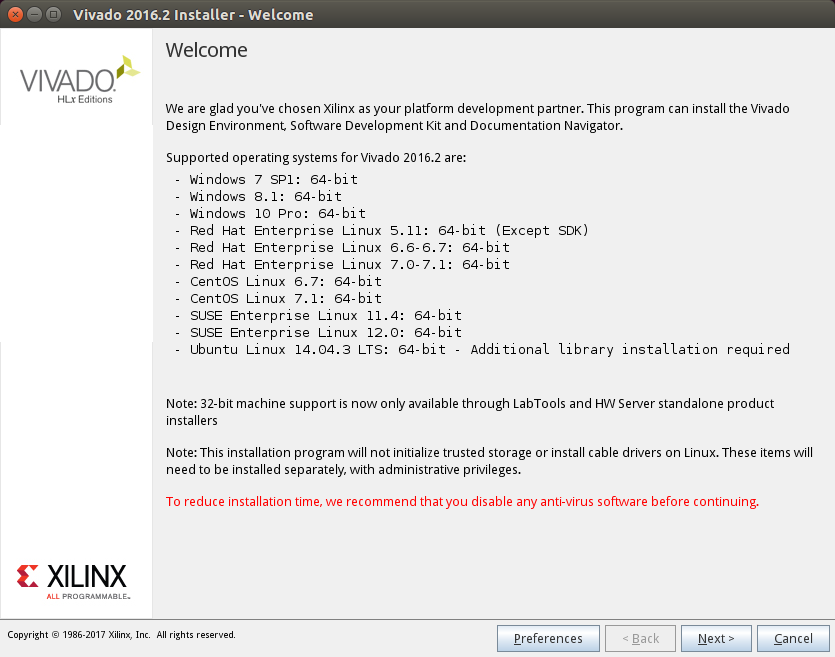 Vivado 2016.2 Installer - Welcome
VIVADO.
HLx Editions
Welcome
We are glad you've chosen Xilinx as your platform development partner. This program can install the Vivado
Design Environment, Software Development Kit and Documentation Navigator.
Supported operating systems for Vivado 2016.2 are:
- Windows 7 SP1: 64-bit
- Windows 8.1: 64-bit
- Windows 10 Pro: 64-bit
- Red Hat Enterprise Linux 5.11: 64-bit (Except SDK)
- Red Hat Enterprise Linux 6.6-6.7: 64-bit
- Red Hat Enterprise Linux 7.0-7.1: 64-bit
- CentOS Linux 6.7: 64-bit
- CentOS Linux 7.1: 64-bit
- SUSE Enterprise Linux 11.4: 64-bit
- SUSE Enterprise Linux 12.0: 64-bit
- Ubuntu Linux 14.04.3 LTS: 64-bit - Additional library installation required
Note: 32-bit machine support is now only available through LabTools and HW Server standalone product
installers
Note: This installation program will not initialize trusted storage or install cable drivers on Linux. These items will
need to be installed separately, with administrative privileges.
To reduce installation time, we recommend that you disable any anti-virus software before continuing.
XILINX
ALL PROGRAMMABLE™
Copyright © 1986-2017 Xilinx, Inc. All rights reserved.
Preferences
< Back
Next >
Cancel